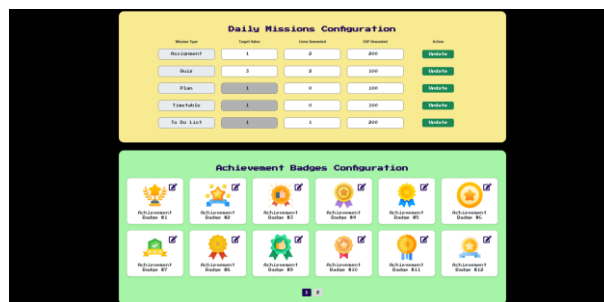 Daily Missions Configuration
Mission Type Target Value Coins Rewarded EXP Rewarded Action
Assignment 1 2 200 Update
Quiz 3 2 100 Update
Plan 1 0 100 Update
Timetable 1 0 100 Update
To Do List 1 1 200 Update
Achievement Badges Configuration
Achievement Achievement Achievement Achievement Achievement Achievement
Badge #1 Badge #2 Badge #3 Badge #4 Badge #5 Badge #6
Achievement Achievement Achievement Achievement Achievement Achievement
Badge #7 Badge #8 Badge #9 Badge #10 Badge #11 Badge #12
1 2